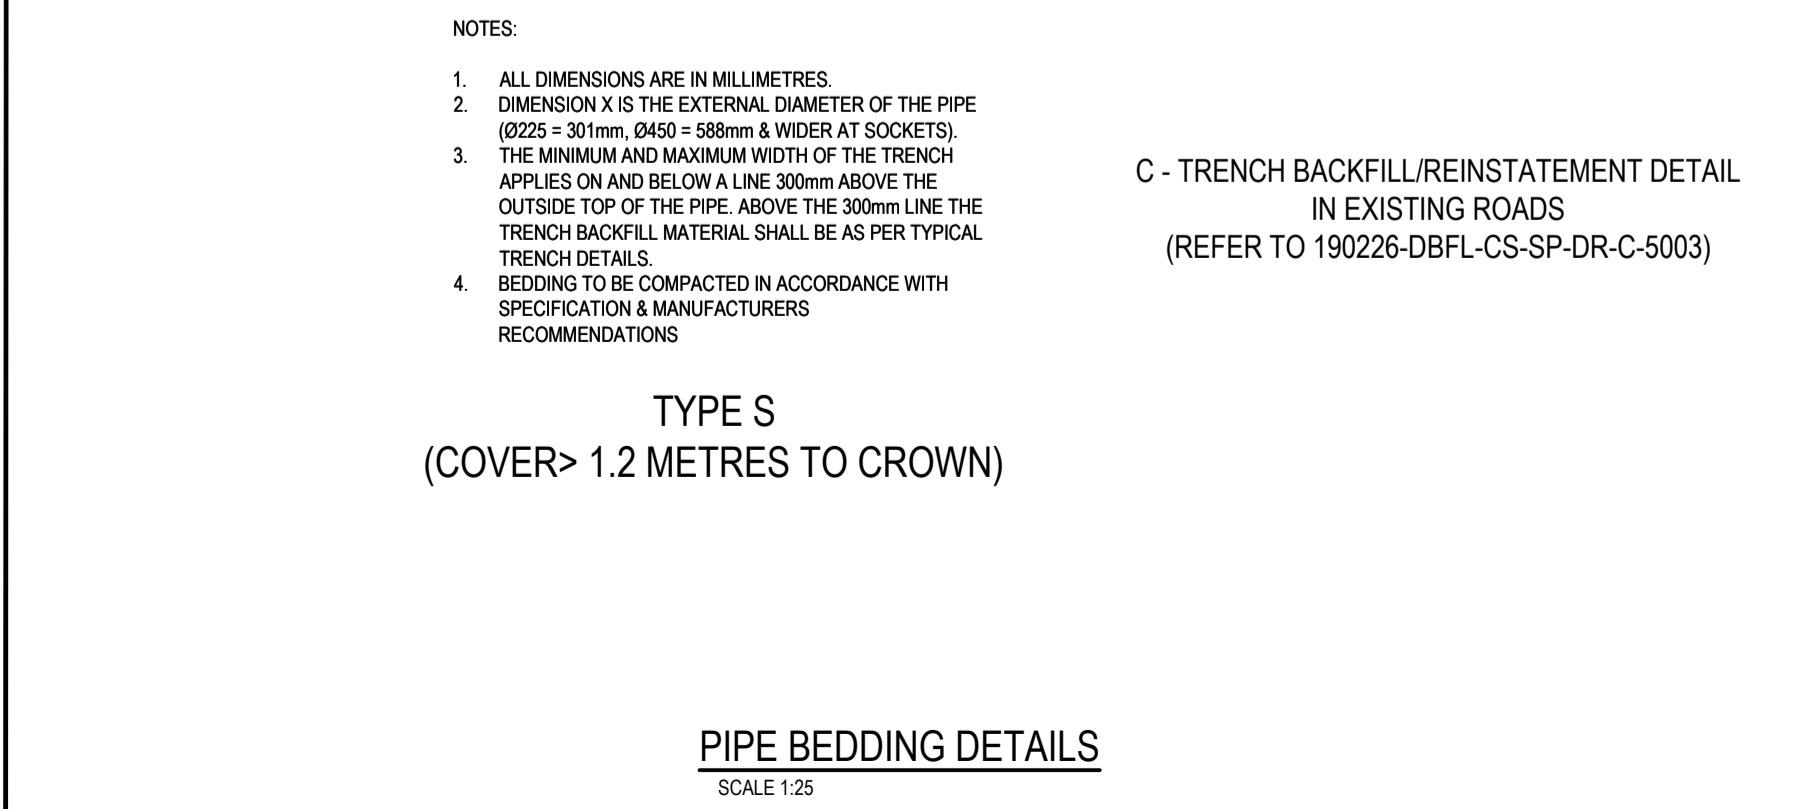 NOTES:
1. ALL DIMENSIONS ARE IN MILLIMETRES.
2. DIMENSION X IS THE EXTERNAL DIAMETER OF THE PIPE
(Ø225 = 301mm, Ø450 = 588mm & WIDER AT SOCKETS).
3. THE MINIMUM AND MAXIMUM WIDTH OF THE TRENCH
APPLIES ON AND BELOW A LINE 300mm ABOVE THE
OUTSIDE TOP OF THE PIPE. ABOVE THE 300mm LINE THE
TRENCH BACKFILL MATERIAL SHALL BE AS PER TYPICAL
TRENCH DETAILS.
4. BEDDING TO BE COMPACTED IN ACCORDANCE WITH
SPECIFICATION & MANUFACTURERS
RECOMMENDATIONS
TYPE S
(COVER> 1.2 METRES TO CROWN)
C - TRENCH BACKFILL/REINSTATEMENT DETAIL
IN EXISTING ROADS
(REFER TO 190226-DBFL-CS-SP-DR-C-5003)
PIPE BEDDING DETAILS
SCALE 1:25